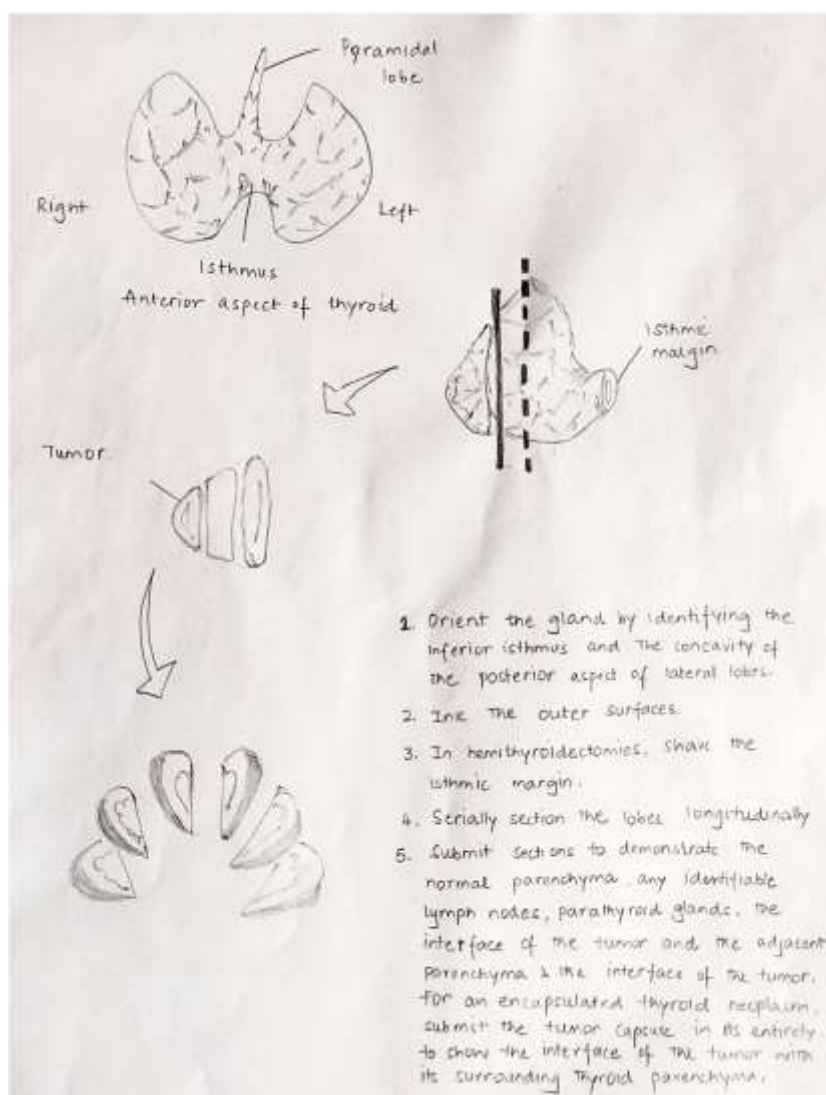 Pyramidal
lobe
Right
Left
Isthmus
Anterior aspect of thyroid
Isthmic
margin
Tumor
1. Orient the gland by identifying the
inferior isthmus and the concavity of
the posterior aspect of lateral lobes.
2. Ink the outer surfaces.
3. In hemithyroidectomies, shave the
isthmic margin.
4. Serially section the lobes longitudinally
5. Submit sections to demonstrate the
normal parenchyma any identifiable
lymph nodes, parathyroid glands, the
interface of the tumor and the adjacent
parenchyma & the interface of the tumor.
For an encapsulated thyroid neoplasm,
submit the tumor capsule in its entirely
to show the interface of the tumor with
its surrounding thyroid parenchyma.